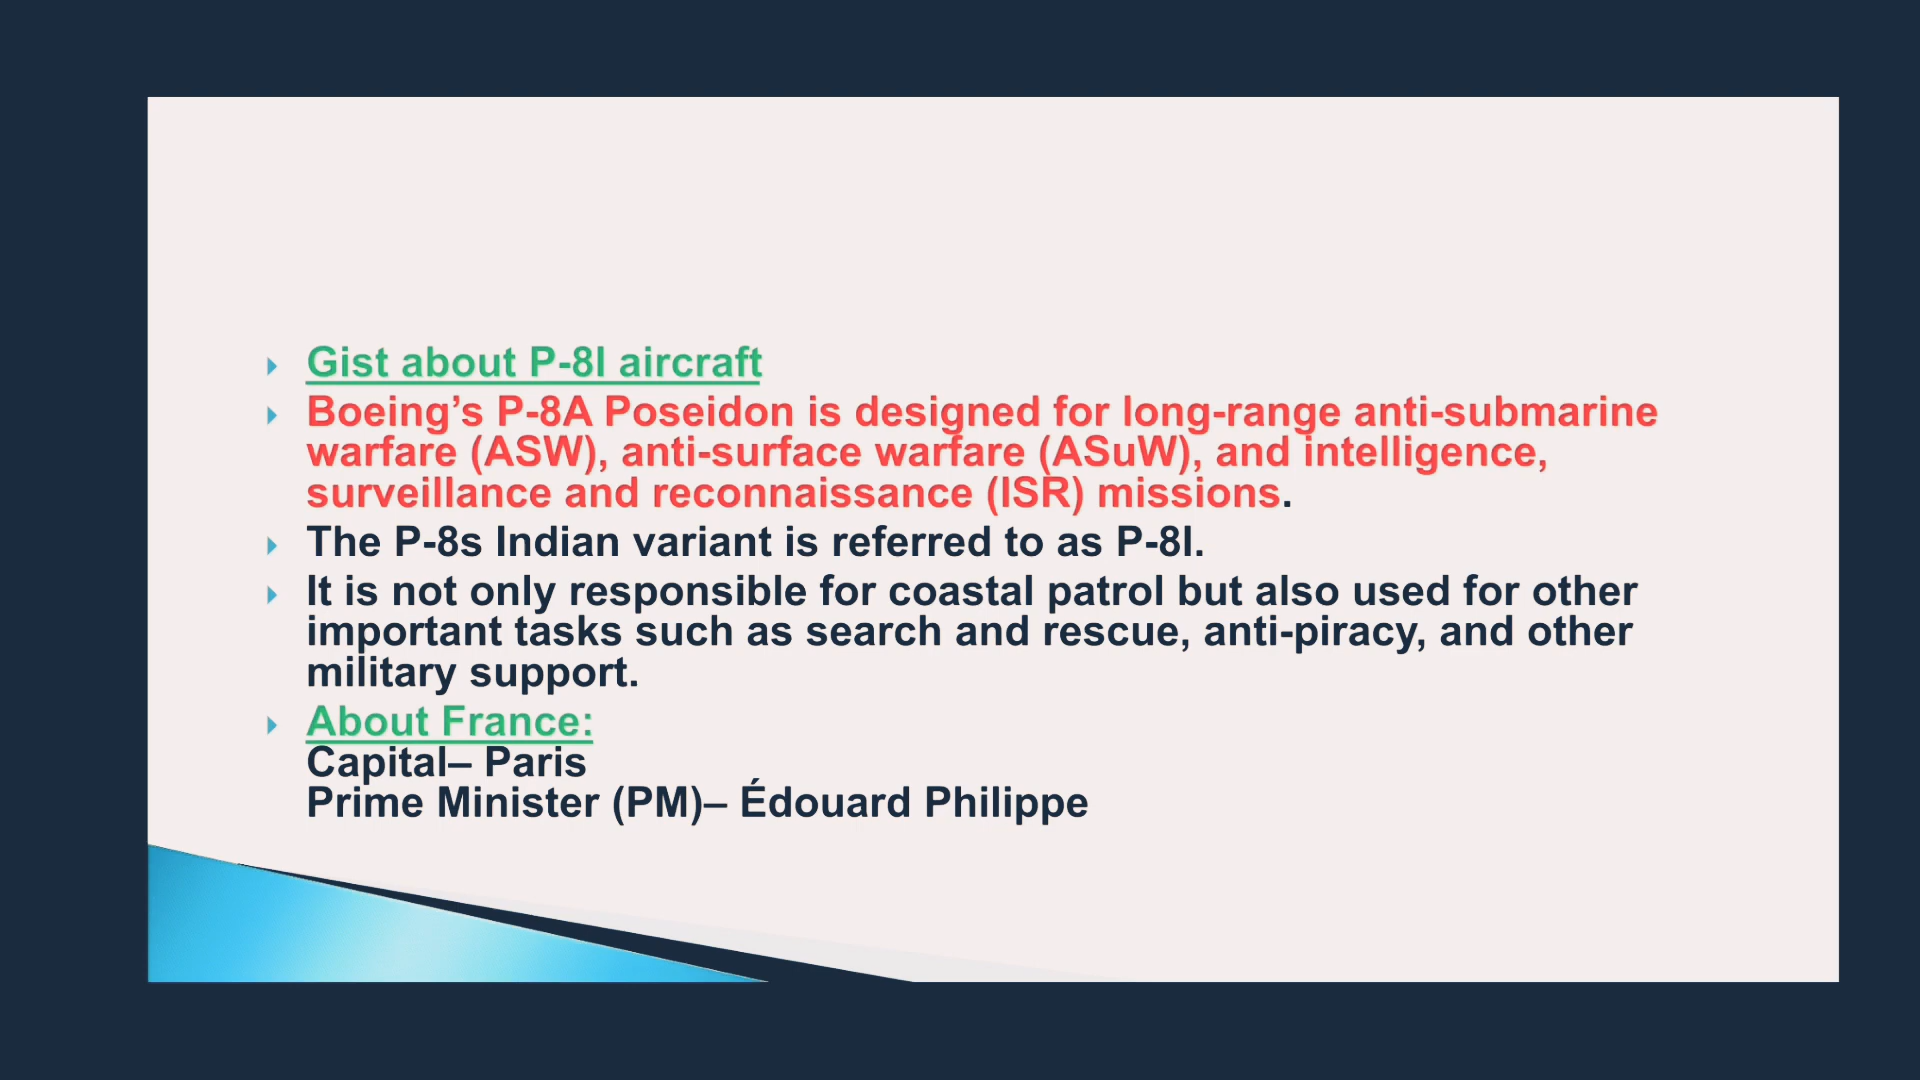 Gist about P-8I aircraft
Boeing’s P-8A Poseidon is designed for long-range anti-submarine
warfare (ASW), anti-surface warfare (ASuW), and intelligence,
surveillance and reconnaissance (ISR) missions.
The P-8s Indian variant is referred to as P-8I.
It is not only responsible for coastal patrol but also used for other
important tasks such as search and rescue, anti-piracy, and other
military support.
About France:
Capital– Paris
Prime Minister (PM)– Édouard Philippe